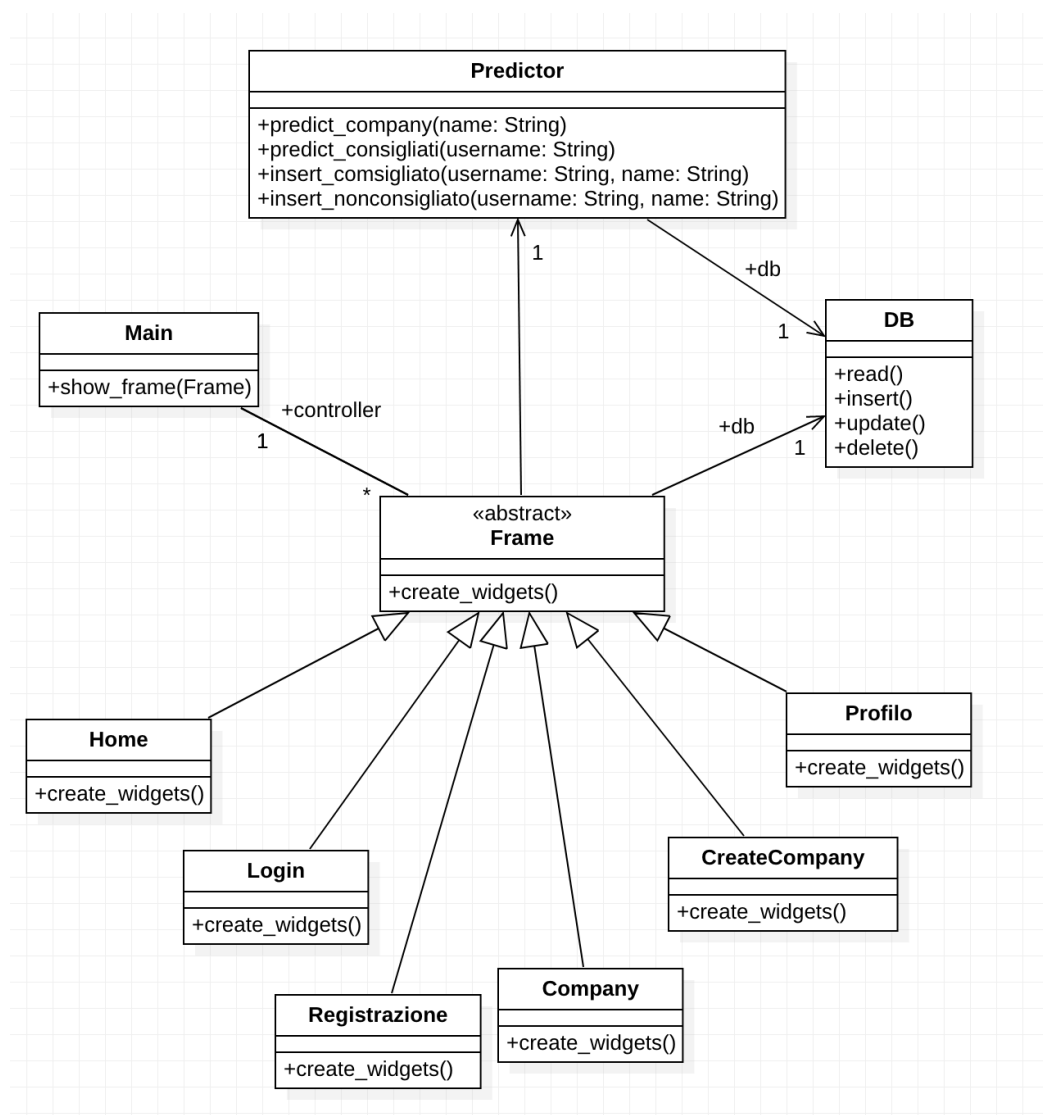 Predictor
+predict_company(name: String)
+predict_consigliati(username: String)
+insert_comsigliato(username: String, name: String)
+insert_nonconsigliato(username: String, name: String)
1
+db
1
Main
+show_frame(Frame)
DB
+read()
+insert()
+update()
+delete()
+controller
1
*
+db
1
«abstract»
Frame
+create_widgets()
Home
+create_widgets()
Profilo
+create_widgets()
Login
+create_widgets()
CreateCompany
+create_widgets()
Registrazione
+create_widgets()
Company
+create_widgets()